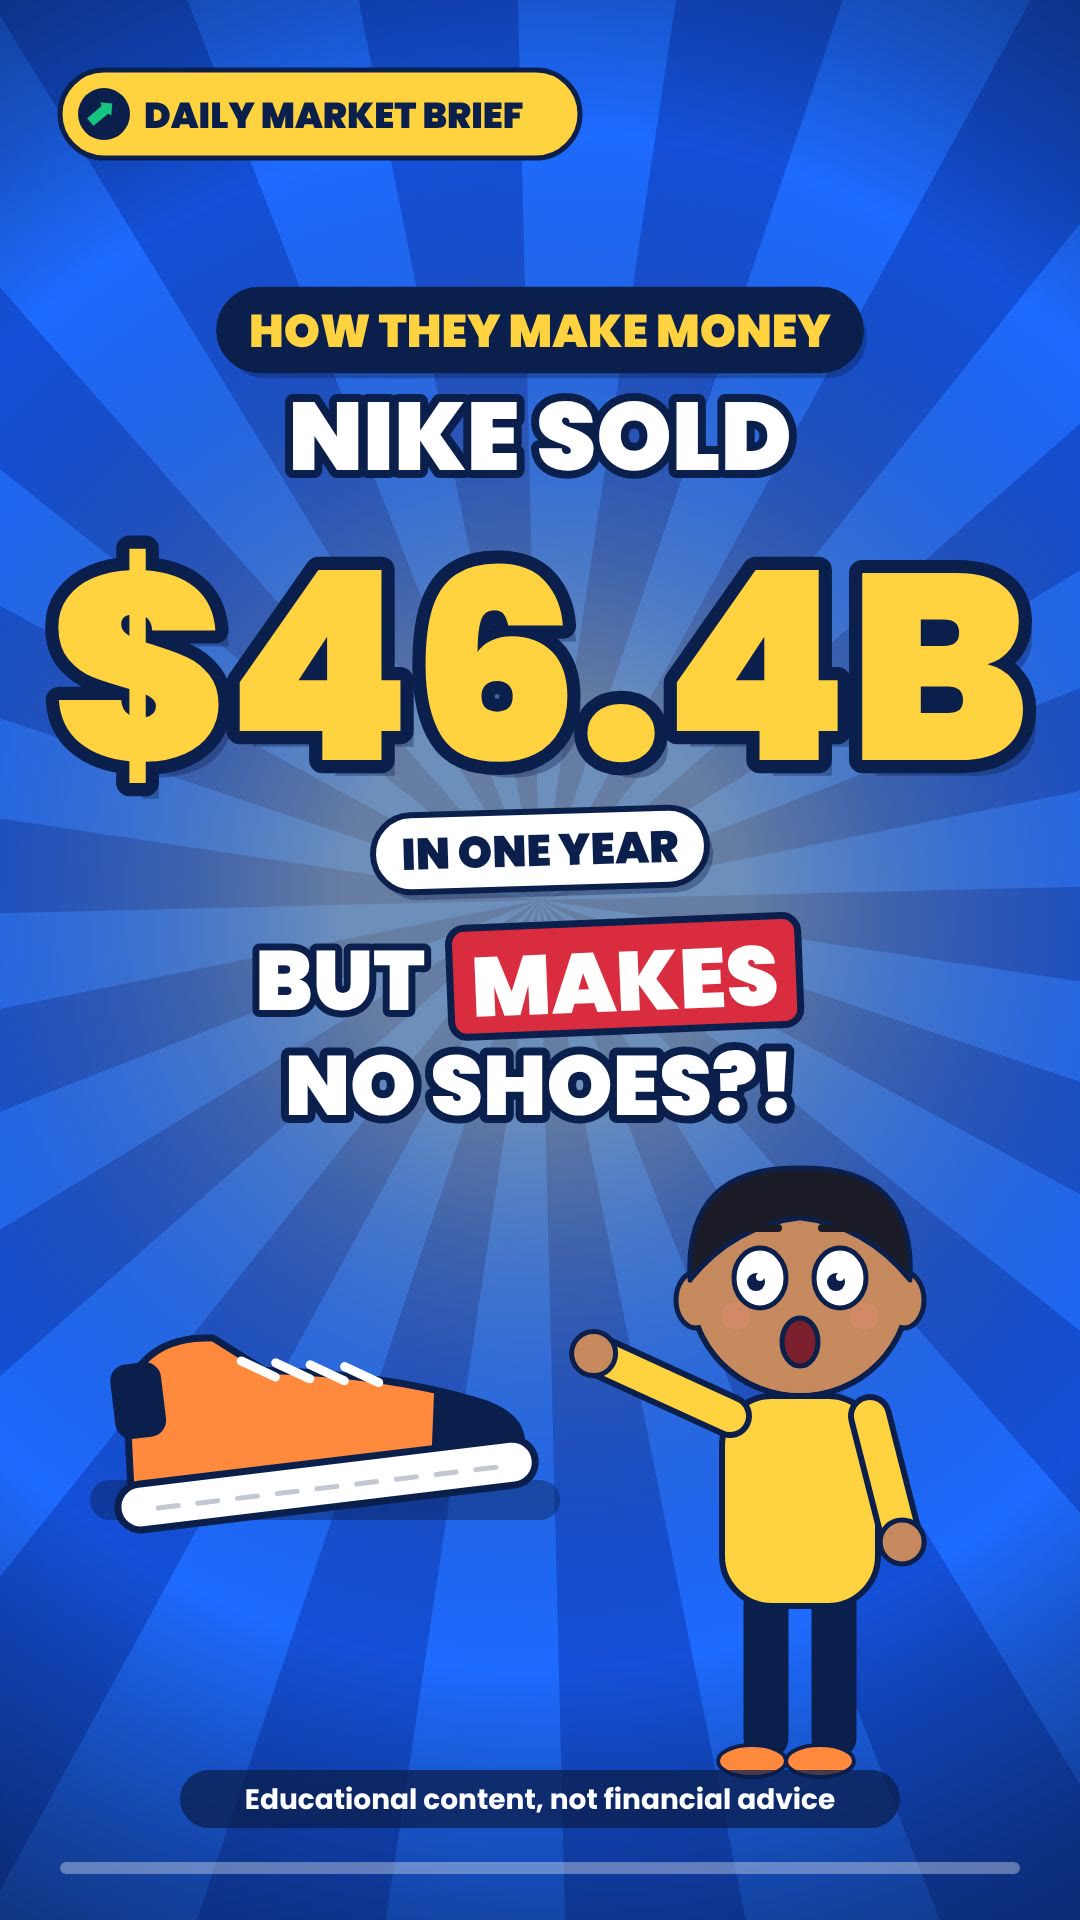 DAILY MARKET BRIEF
HOW THEY MAKE MONEY
NIKE SOLD
$46.4B
IN ONE YEAR
BUT MAKES
NO SHOES?!
Educational content, not financial advice